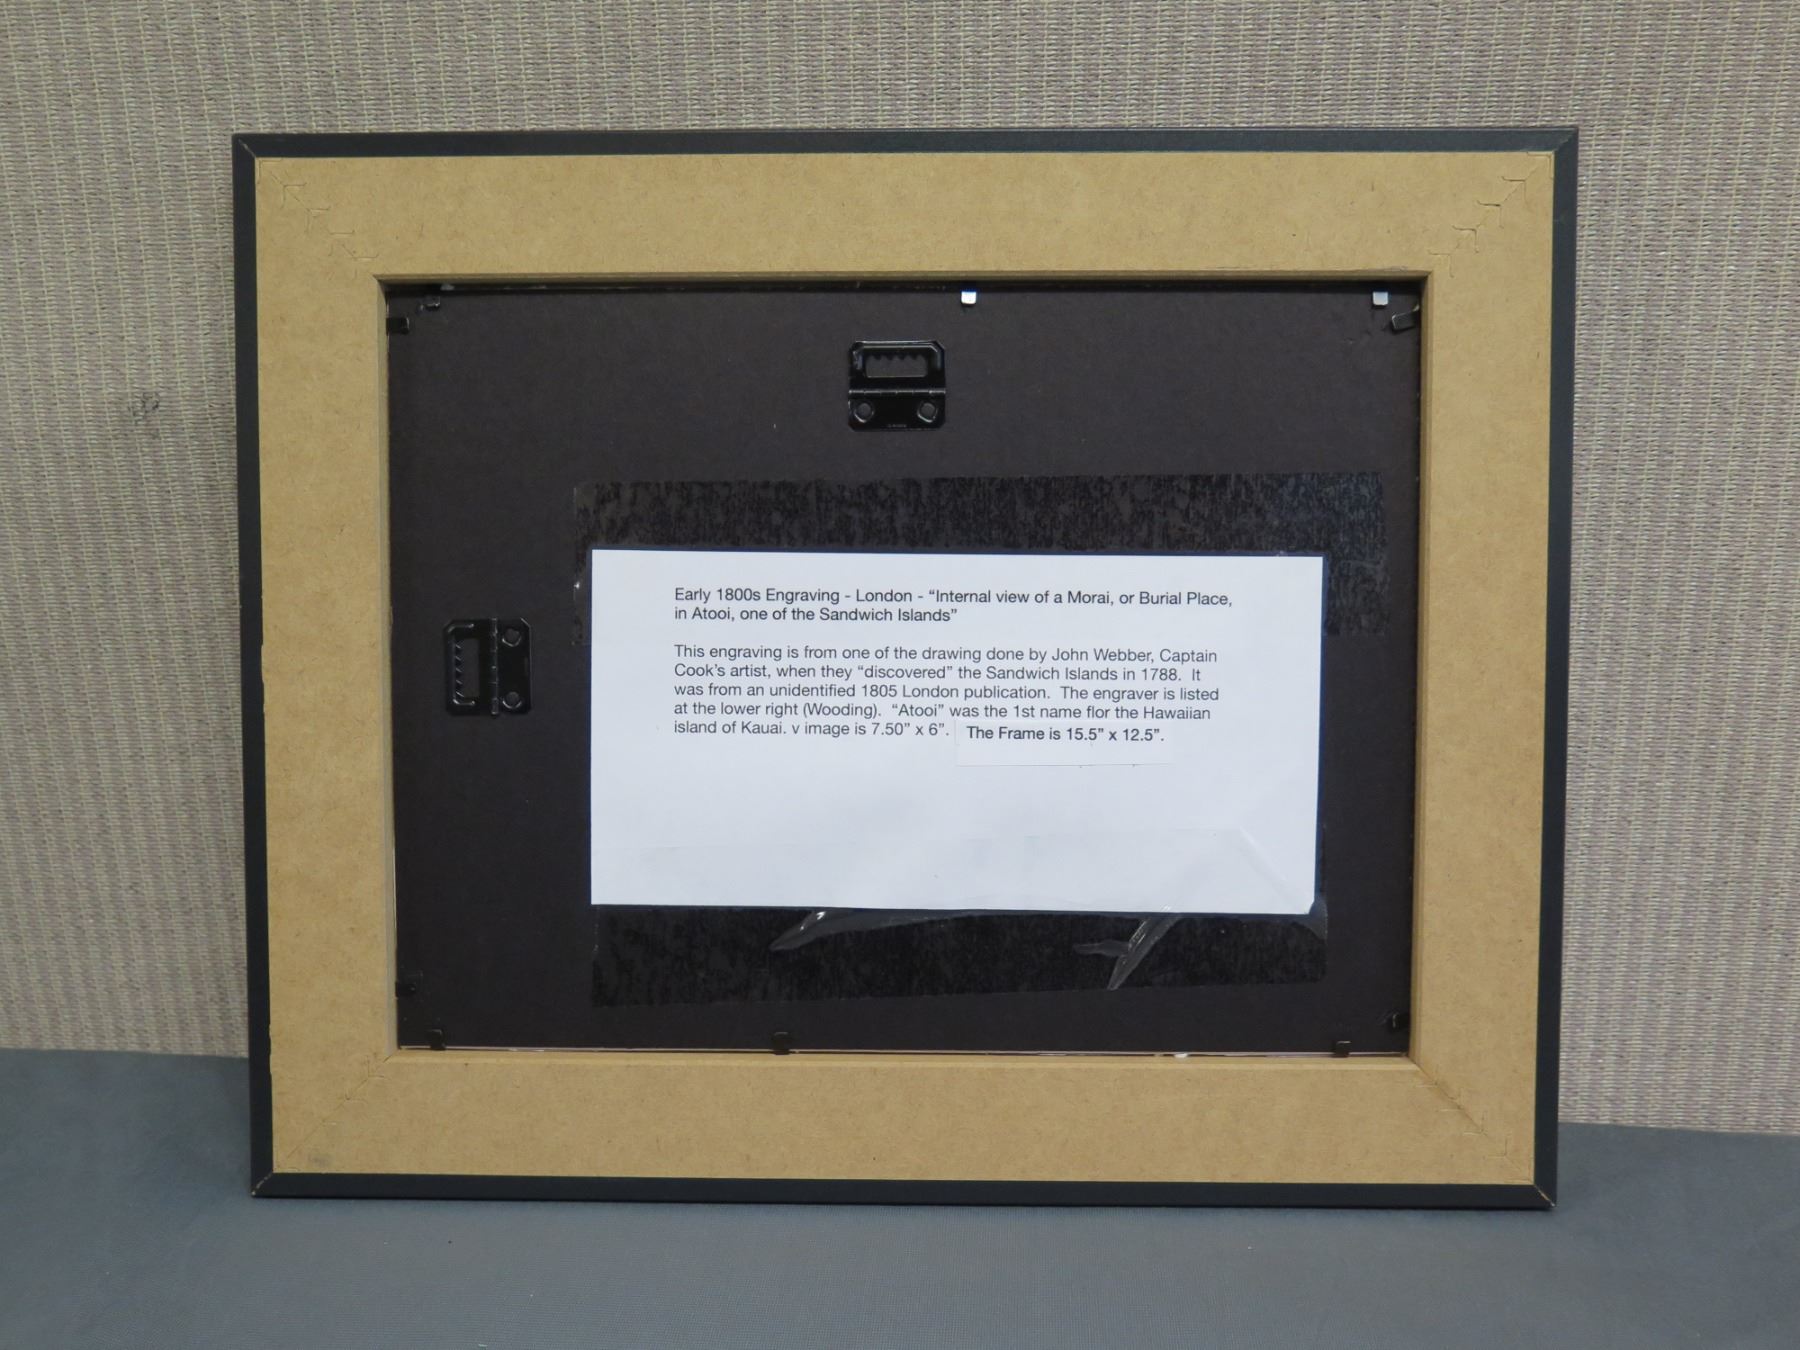 Early 1800s Engraving - London - “Internal view of a Morai, or Burial Place,
in Atooi, one of the Sandwich Islands”
This engraving is from one of the drawing done by John Webber, Captain
Cook’s artist, when they “discovered” the Sandwich Islands in 1788. It
was from an unidentified 1805 London publication. The engraver is listed
at the lower right (Wooding). “Atooi” was the 1st name flor the Hawaiian
island of Kauai. v image is 7.50” x 6”. The Frame is 15.5” x 12.5”.